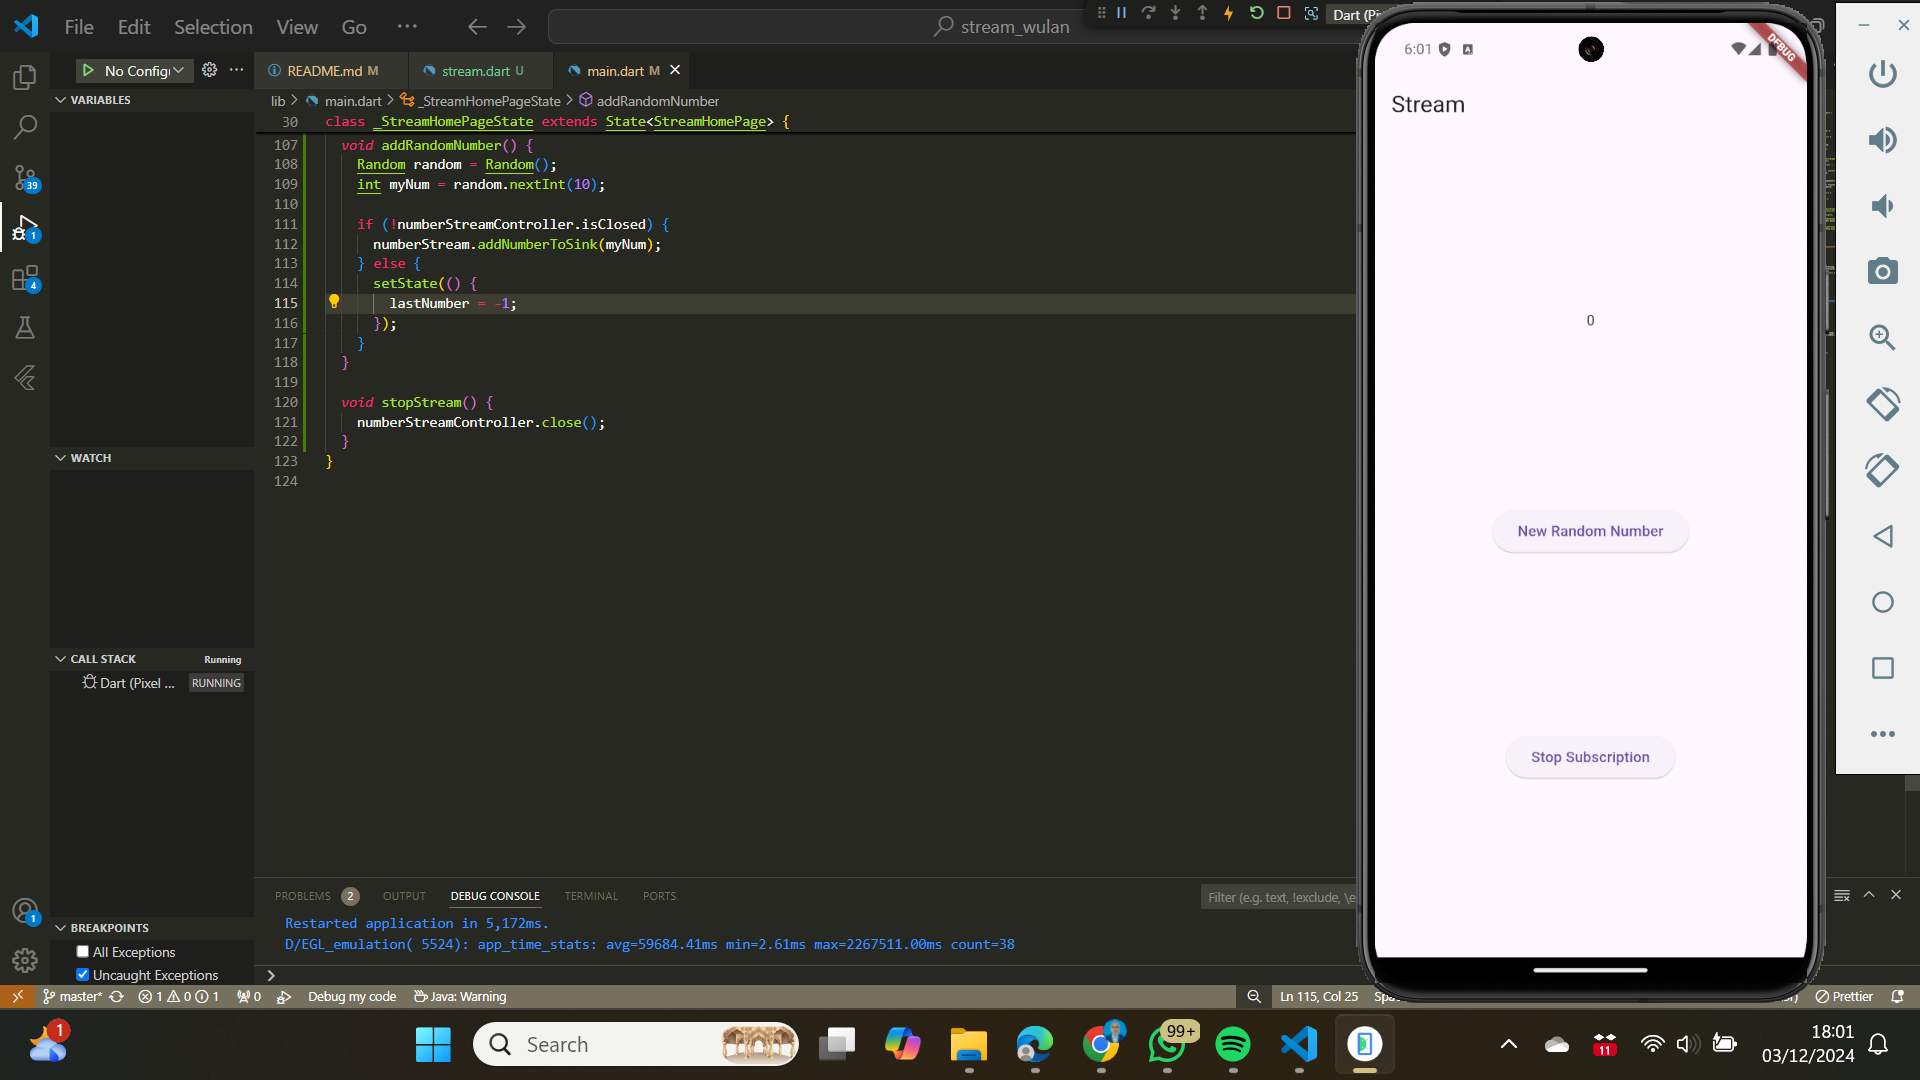 File Edit Selection View Go ···
stream_wulan
Dart (Pi
No Config
README.md M
stream.dart U
main.dart M
lib > main.dart > _StreamHomePageState > addRandomNumber
VARIABLES
WATCH
CALL STACK
Running
Dart (Pixel ...
RUNNING
BREAKPOINTS
All Exceptions
Uncaught Exceptions
39
1
4
1
30 class _StreamHomePageState extends State<StreamHomePage> {
107 void addRandomNumber() {
108 Random random = Random();
109 int myNum = random.nextInt(10);
110
111 if (!numberStreamController.isClosed) {
112 numberStream.addNumberToSink(myNum);
113 } else {
114 setState(() {
115 lastNumber = -1;
116 });
117 }
118 }
119
120 void stopStream() {
121 numberStreamController.close();
122 }
123 }
124
PROBLEMS 2 OUTPUT DEBUG CONSOLE TERMINAL PORTS
Filter (e.g. text, !exclude, \e
Restarted application in 5,172ms.
D/EGL_emulation( 5524): app_time_stats: avg=59684.41ms min=2.61ms max=2267511.00ms count=38
master* 1 0 1 0 Debug my code Java: Warning
Ln 115, Col 25
Prettier
6:01
DEBUG
Stream
0
New Random Number
Stop Subscription
1
Search
99+
11
18:01
03/12/2024